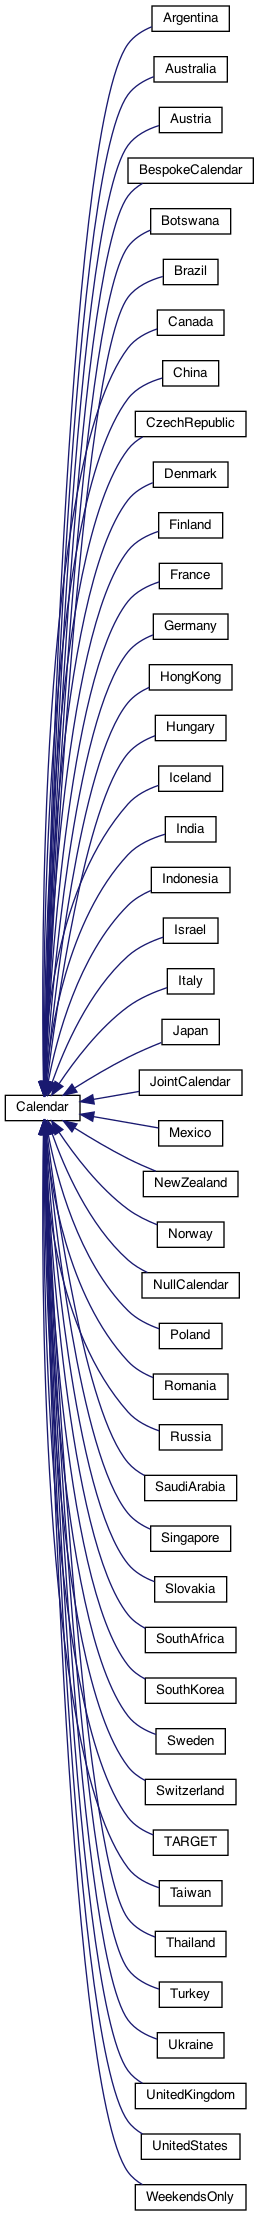 Argentina
Australia
Austria
BespokeCalendar
Botswana
Brazil
Canada
China
CzechRepublic
Denmark
Finland
France
Germany
HongKong
Hungary
Iceland
India
Indonesia
Israel
Italy
Japan
JointCalendar
Calendar
Mexico
NewZealand
Norway
NullCalendar
Poland
Romania
Russia
SaudiArabia
Singapore
Slovakia
SouthAfrica
SouthKorea
Sweden
Switzerland
TARGET
Taiwan
Thailand
Turkey
Ukraine
UnitedKingdom
UnitedStates
WeekendsOnly